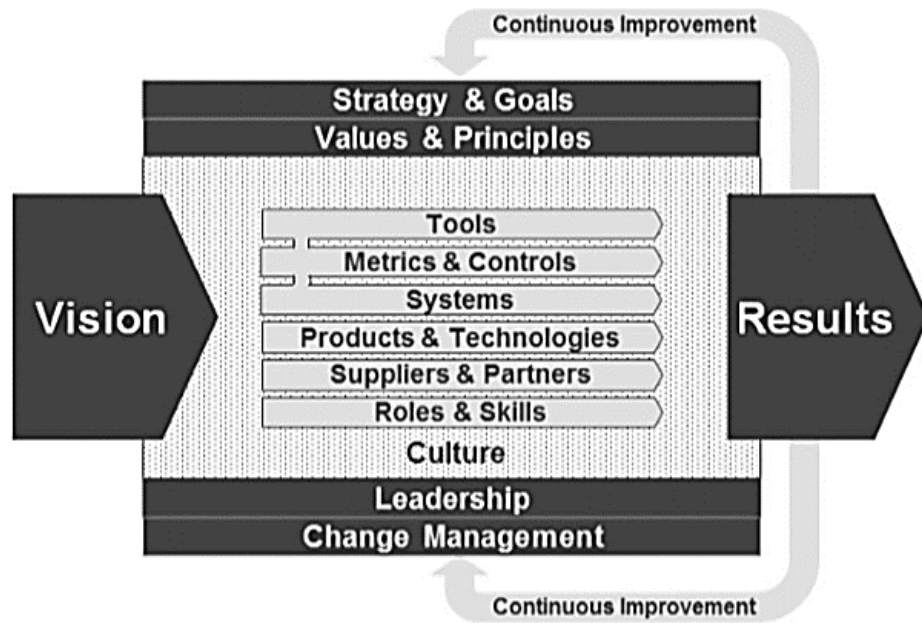 Continuous Improvement
Strategy & Goals
Values & Principles
Tools
Metrics & Controls
Vision
Systems
Results
Products & Technologies
Suppliers & Partners
Roles & Skills
Culture
Leadership
Change Management
Continuous Improvement